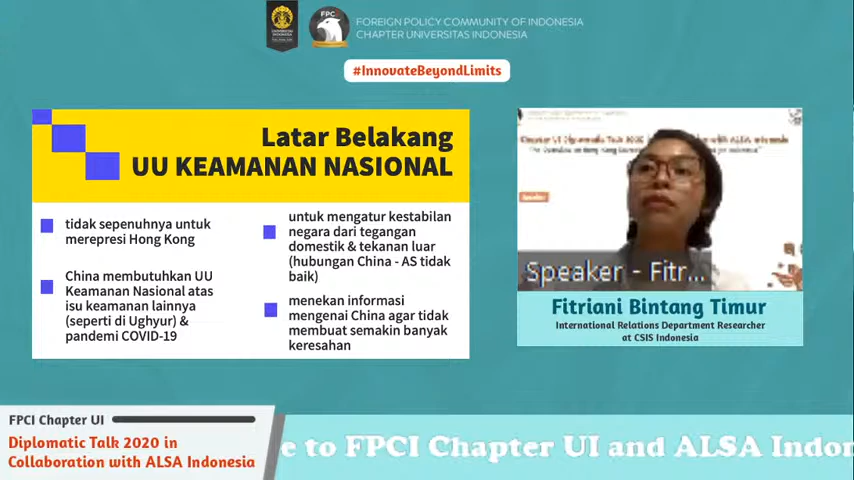 FPC
FOREIGN POLICY COMMUNITY OF INDONESIA
CHAPTER UNIVERSITAS INDONESIA
#InnovateBeyondLimits
Latar Belakang
UU KEAMANAN NASIONAL
tidak sepenuhnya untuk
merepresi Hong Kong
China membutuhkan UU
Keamanan Nasional atas
isu keamanan lainnya
(seperti di Ughyur) &
pandemi COVID-19
untuk mengatur kestabilan
negara dari tegangan
domestik & tekanan luar
(hubungan China - AS tidak
baik)
menekan informasi
mengenai China agar tidak
membuat semakin banyak
keresahan
Speaker
Speaker - Fitr...
Fitriani Bintang Timur
International Relations Department Researcher
at CSIS Indonesia
FPCI Chapter UI
Diplomatic Talk 2020 in
Collaboration with ALSA Indonesia
e to FPCI Chapter UI and ALSA Indon